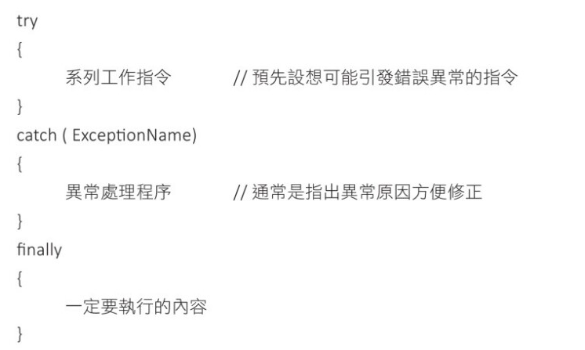 try
{
系列工作指令 // 預先設想可能引發錯誤異常的指令
}
catch ( ExceptionName)
{
異常處理程序 // 通常是指出異常原因方便修正
}
finally
{
一定要執行的內容
}